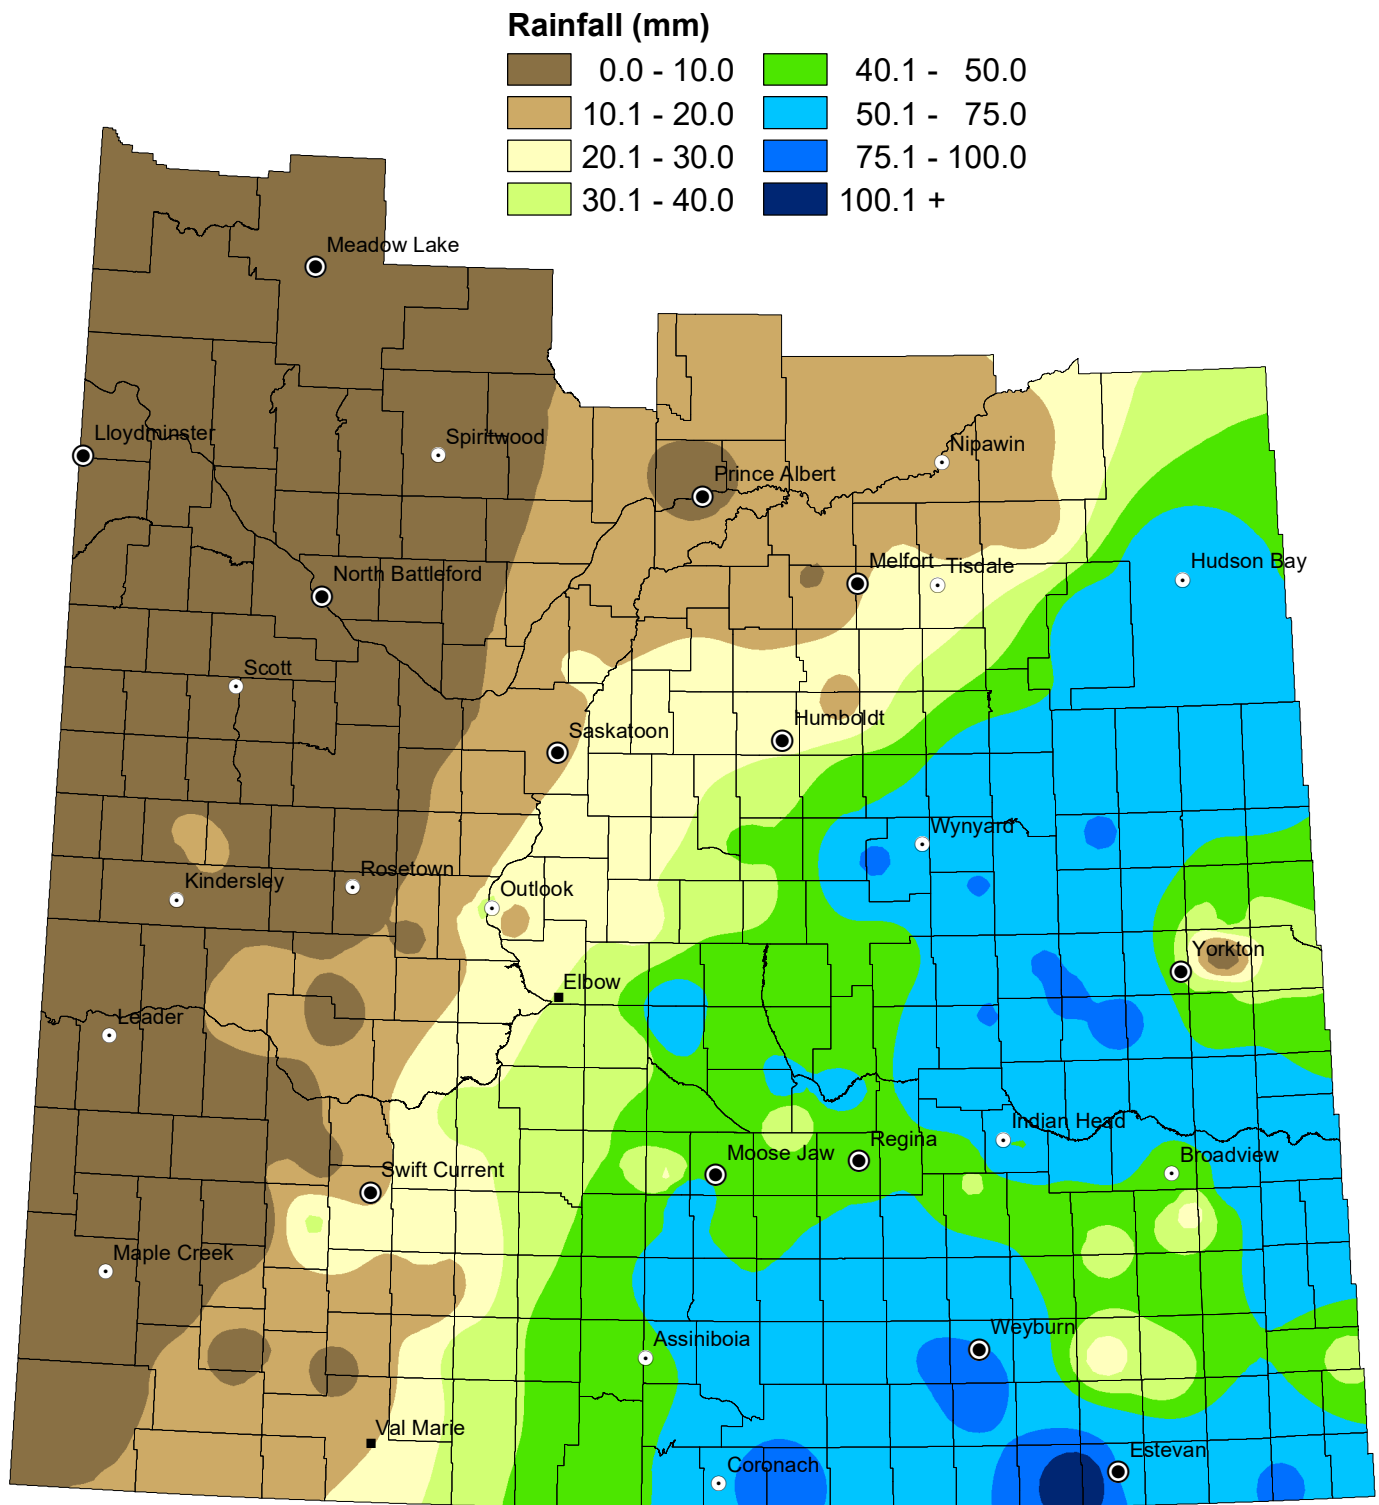 Rainfall (mm)
0.0 - 10.0
40.1 - 50.0
10.1 - 20.0
50.1 - 75.0
20.1 - 30.0
75.1 - 100.0
30.1 - 40.0
100.1 +
Meadow Lake
Lloydminster
Spiritwood
Nipawin
Prince Albert
North Battleford
Melfort
Tisdale
Hudson Bay
Scott
Saskatoon
Humboldt
Wynyard
Kindersley
Rosetown
Outlook
Yorkton
Elbow
Leader
Indian Head
Regina
Moose Jaw
Broadview
Swift Current
Maple Creek
Assiniboia
Weyburn
Val Marie
Coronach
Estevan